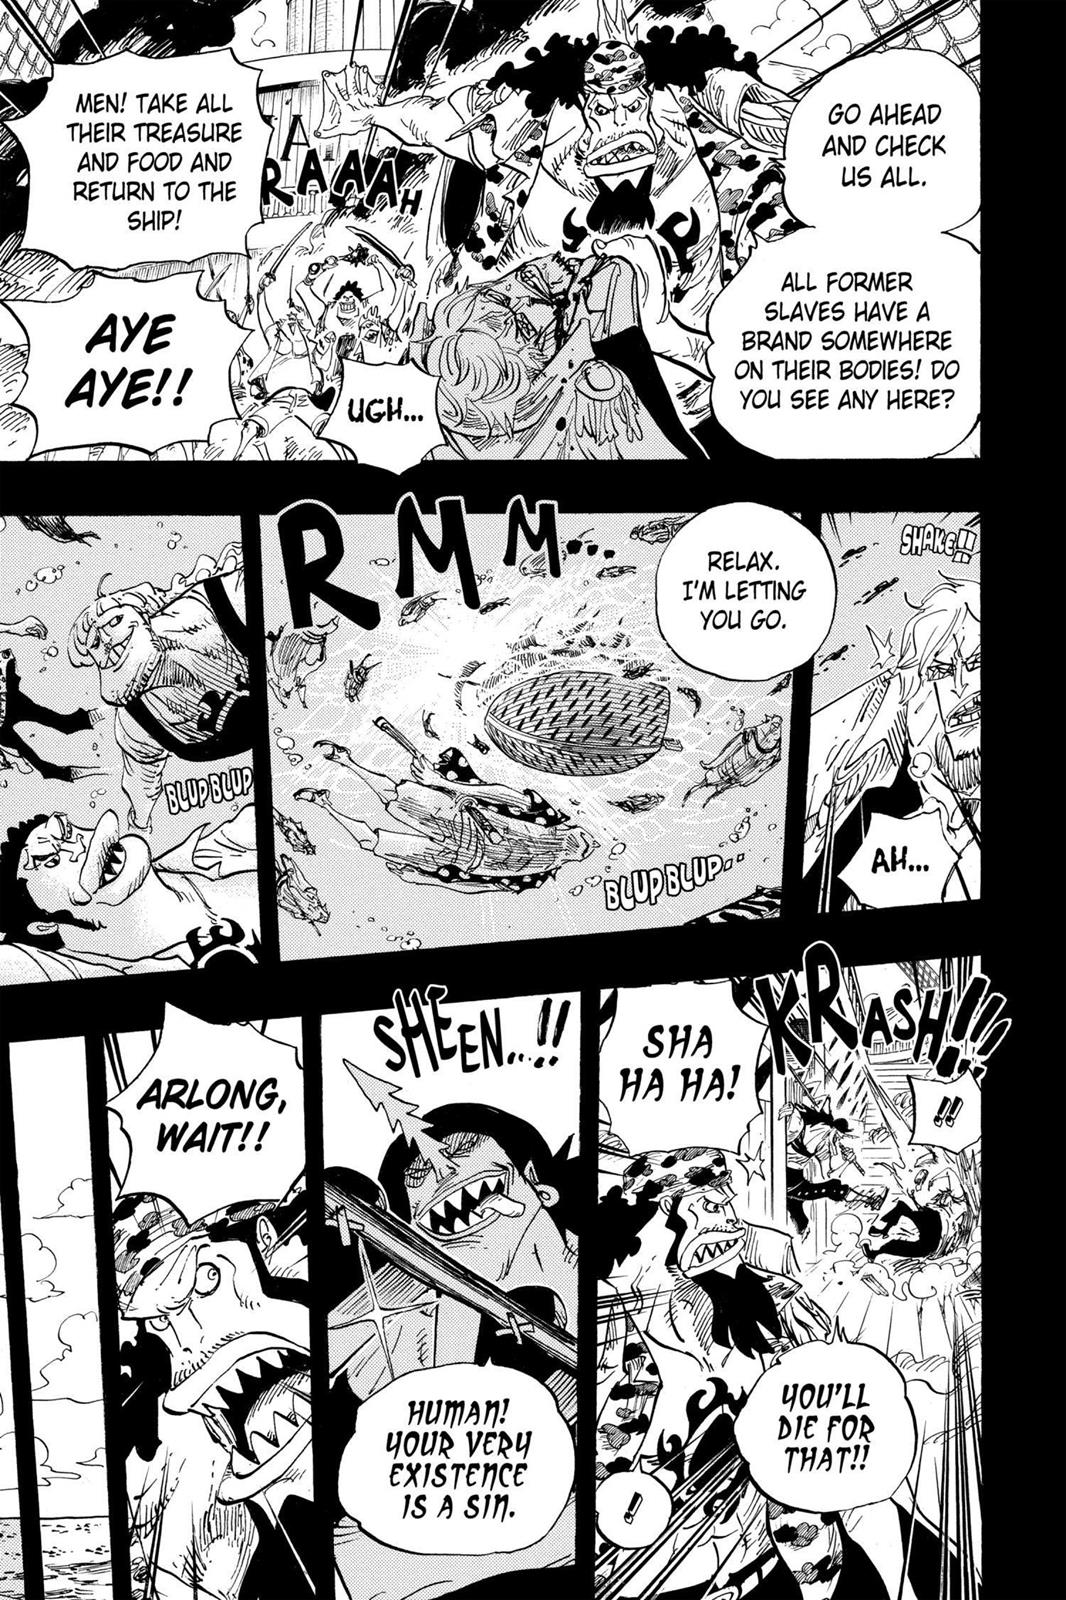 GO AHEAD
AND CHECK
US ALL.
ALL FORMER
SLAVES HAVE A
BRAND SOMEWHERE
ON THEIR BODIES! DO
YOU SEE ANY HERE?
MEN! TAKE ALL
THEIR TREASURE
AND FOOD AND
RETURN TO THE
SHIP!
RAAAAH
UGH...
AYE
AYE!!
SHAKE!!
AH...
RELAX.
I'M LETTING
YOU GO.
RMM...
BLUP BLUP..
BLUP BLUP
KRASH!!!
!!
SHA
HA HA!
YOU'LL
DIE FOR
THAT!!
!!
SHEEN..!!
HUMAN!
YOUR VERY
EXISTENCE
IS A SIN.
ARLONG,
WAIT!!